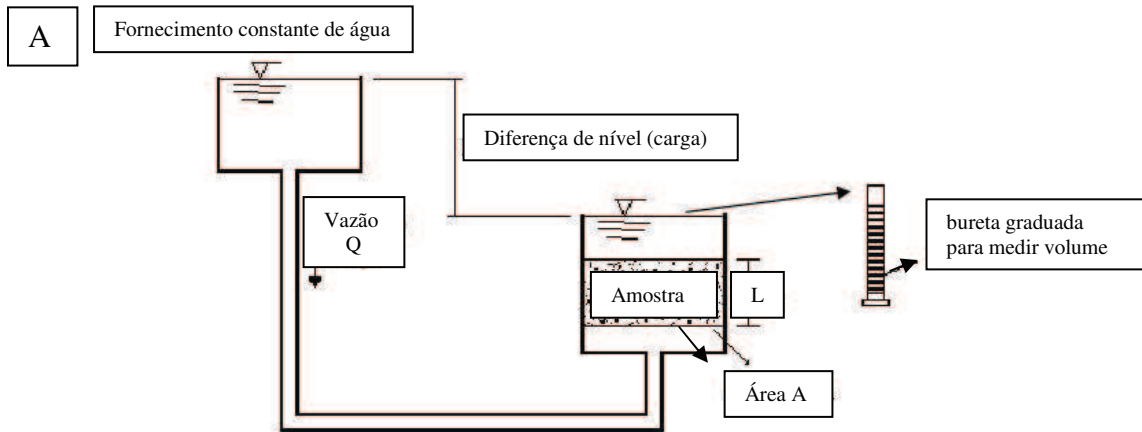 A
Fornecimento constante de água
Diferença de nível (carga)
Vazão
Q
bureta graduada
para medir volume
Amostra
L
Área A